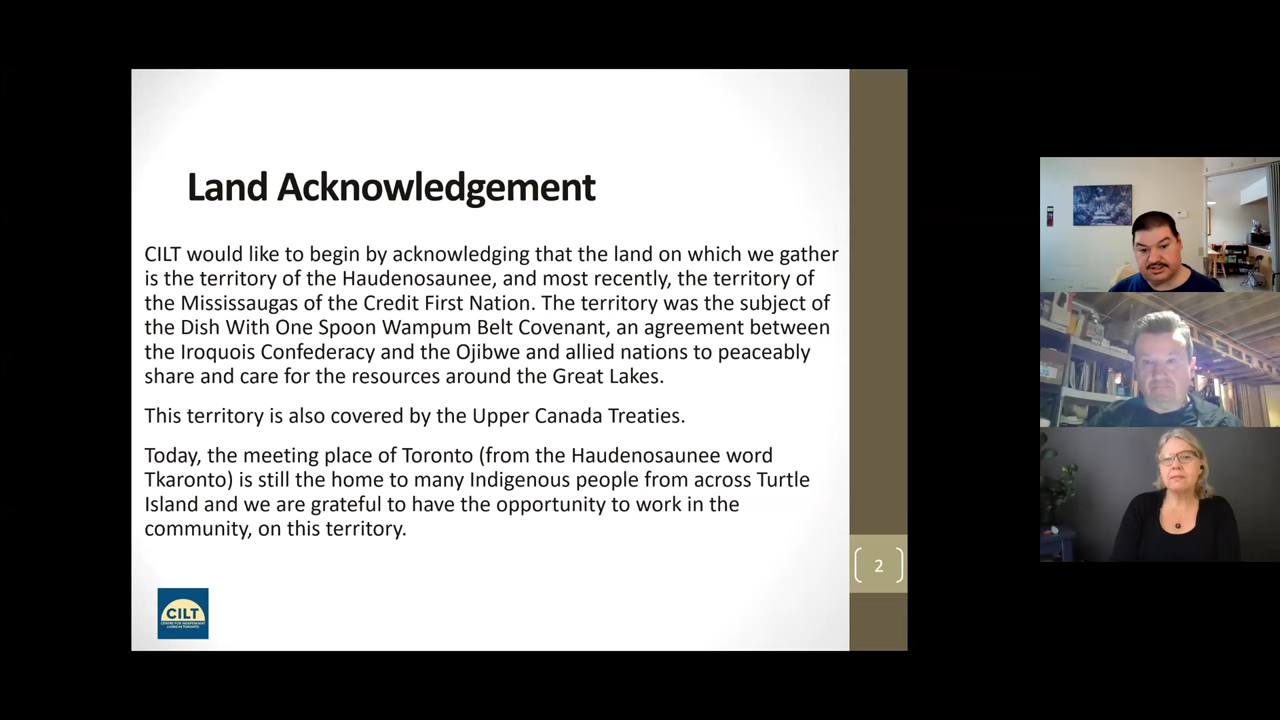 Land Acknowledgement
CILT would like to begin by acknowledging that the land on which we gather
is the territory of the Haudenosaunee, and most recently, the territory of
the Mississaugas of the Credit First Nation. The territory was the subject of
the Dish With One Spoon Wampum Belt Covenant, an agreement between
the Iroquois Confederacy and the Ojibwe and allied nations to peaceably
share and care for the resources around the Great Lakes.
This territory is also covered by the Upper Canada Treaties.
Today, the meeting place of Toronto (from the Haudenosaunee word
Tkaronto) is still the home to many Indigenous people from across Turtle
Island and we are grateful to have the opportunity to work in the
community, on this territory.
2
CILT
CENTRE FOR INDEPENDENT
LIVING IN TORONTO